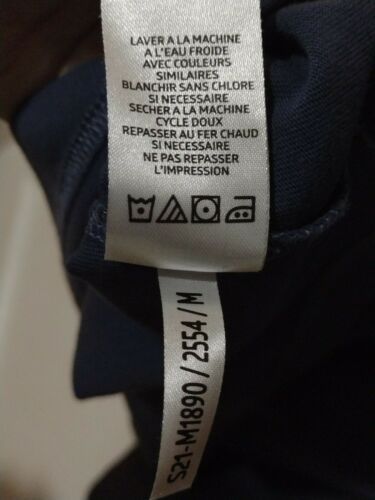 LAVER A LA MACHINE
A L'EAU FROIDE
AVEC COULEURS
SIMILAIRES
BLANCHIR SANS CHLORE
SI NECESSAIRE
SECHER A LA MACHINE
CYCLE DOUX
REPASSER AU FER CHAUD
SI NECESSAIRE
NE PAS REPASSER
L'IMPRESSION
S21-M1890 / 2554 / M